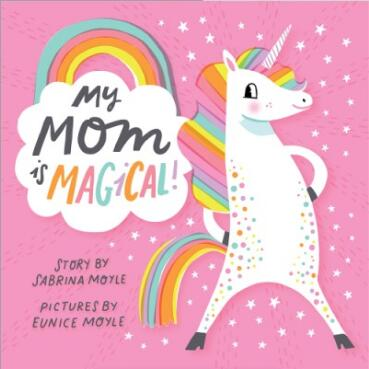 MY
MOM
is MAGiCAL!
STORY BY
SABRINA MOYLE
PICTURES BY
EUNICE MOYLE